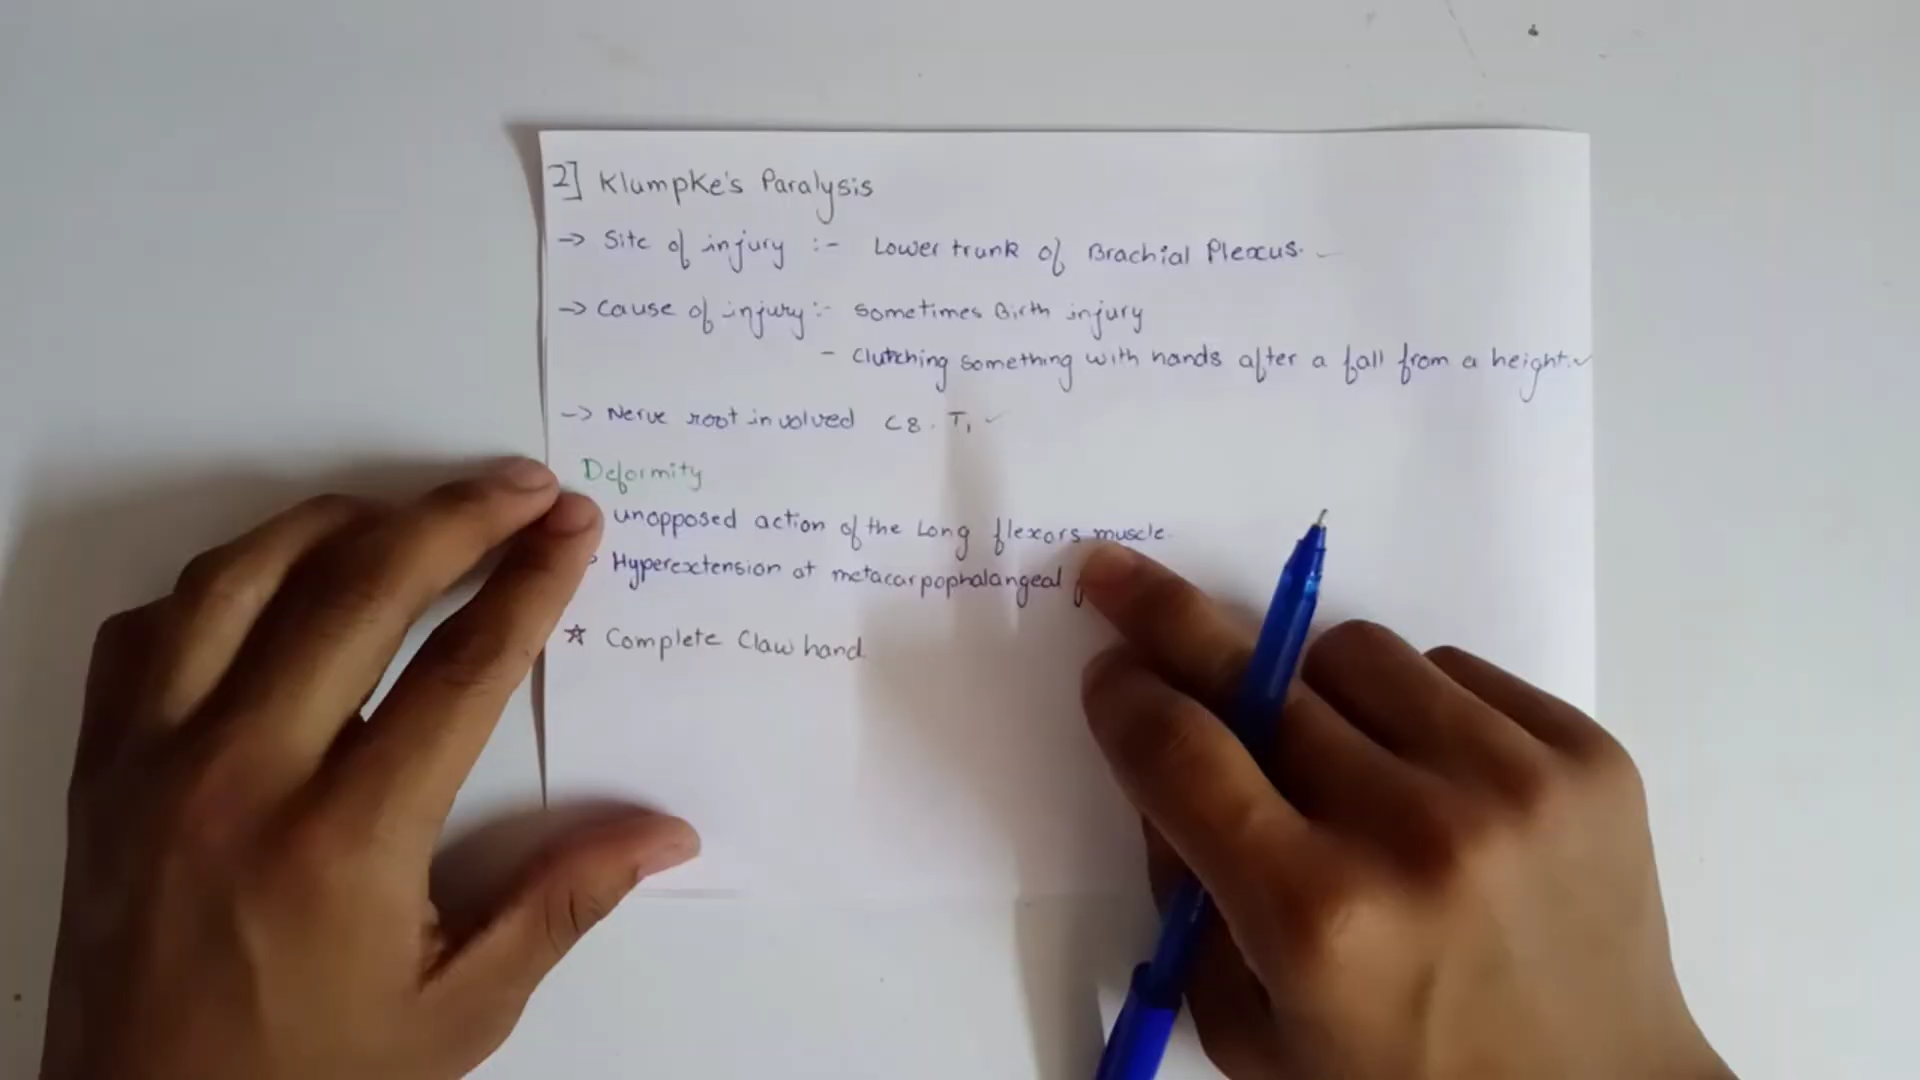 2] Klumpke's Paralysis
→ Site of injury :- Lower trunk of Brachial Plexus.
→ Cause of injury :- Sometimes Birth injury
- Clutching something with hands after a fall from a height.
→ Nerve root involved C8. T1
Deformity
unopposed action of the Long flexors muscle.
Hyperextension at metacarpophalangeal
☆ Complete Claw hand.